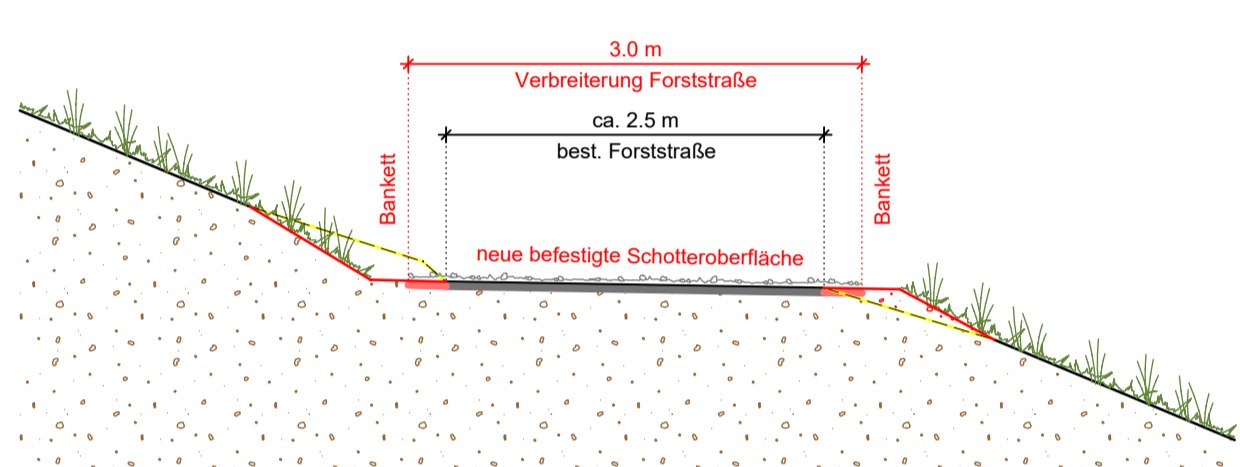 3.0 m
Verbreiterung Forststraße
ca. 2.5 m
best. Forststraße
Bankett
Bankett
neue befestigte Schotteroberfläche